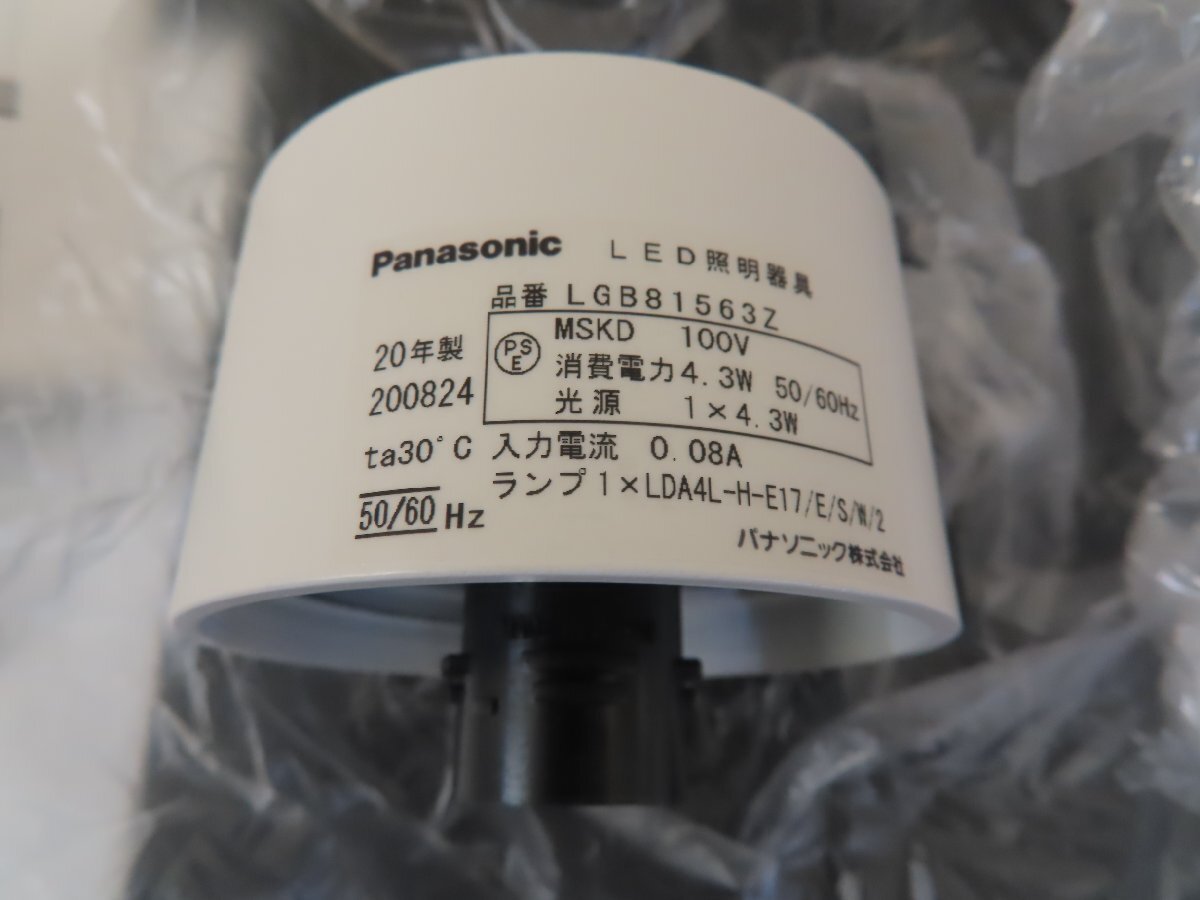 Panasonic LED照明器具
品番 LGB81563Z
20年製
200824
PSE
MSKD 100V
消費電力 4.3W 50/60Hz
光源 1×4.3W
ta30°C 入力電流 0.08A
ランプ 1×LDA4L-H-E17/E/S/W/2
50/60 Hz
パナソニック株式会社